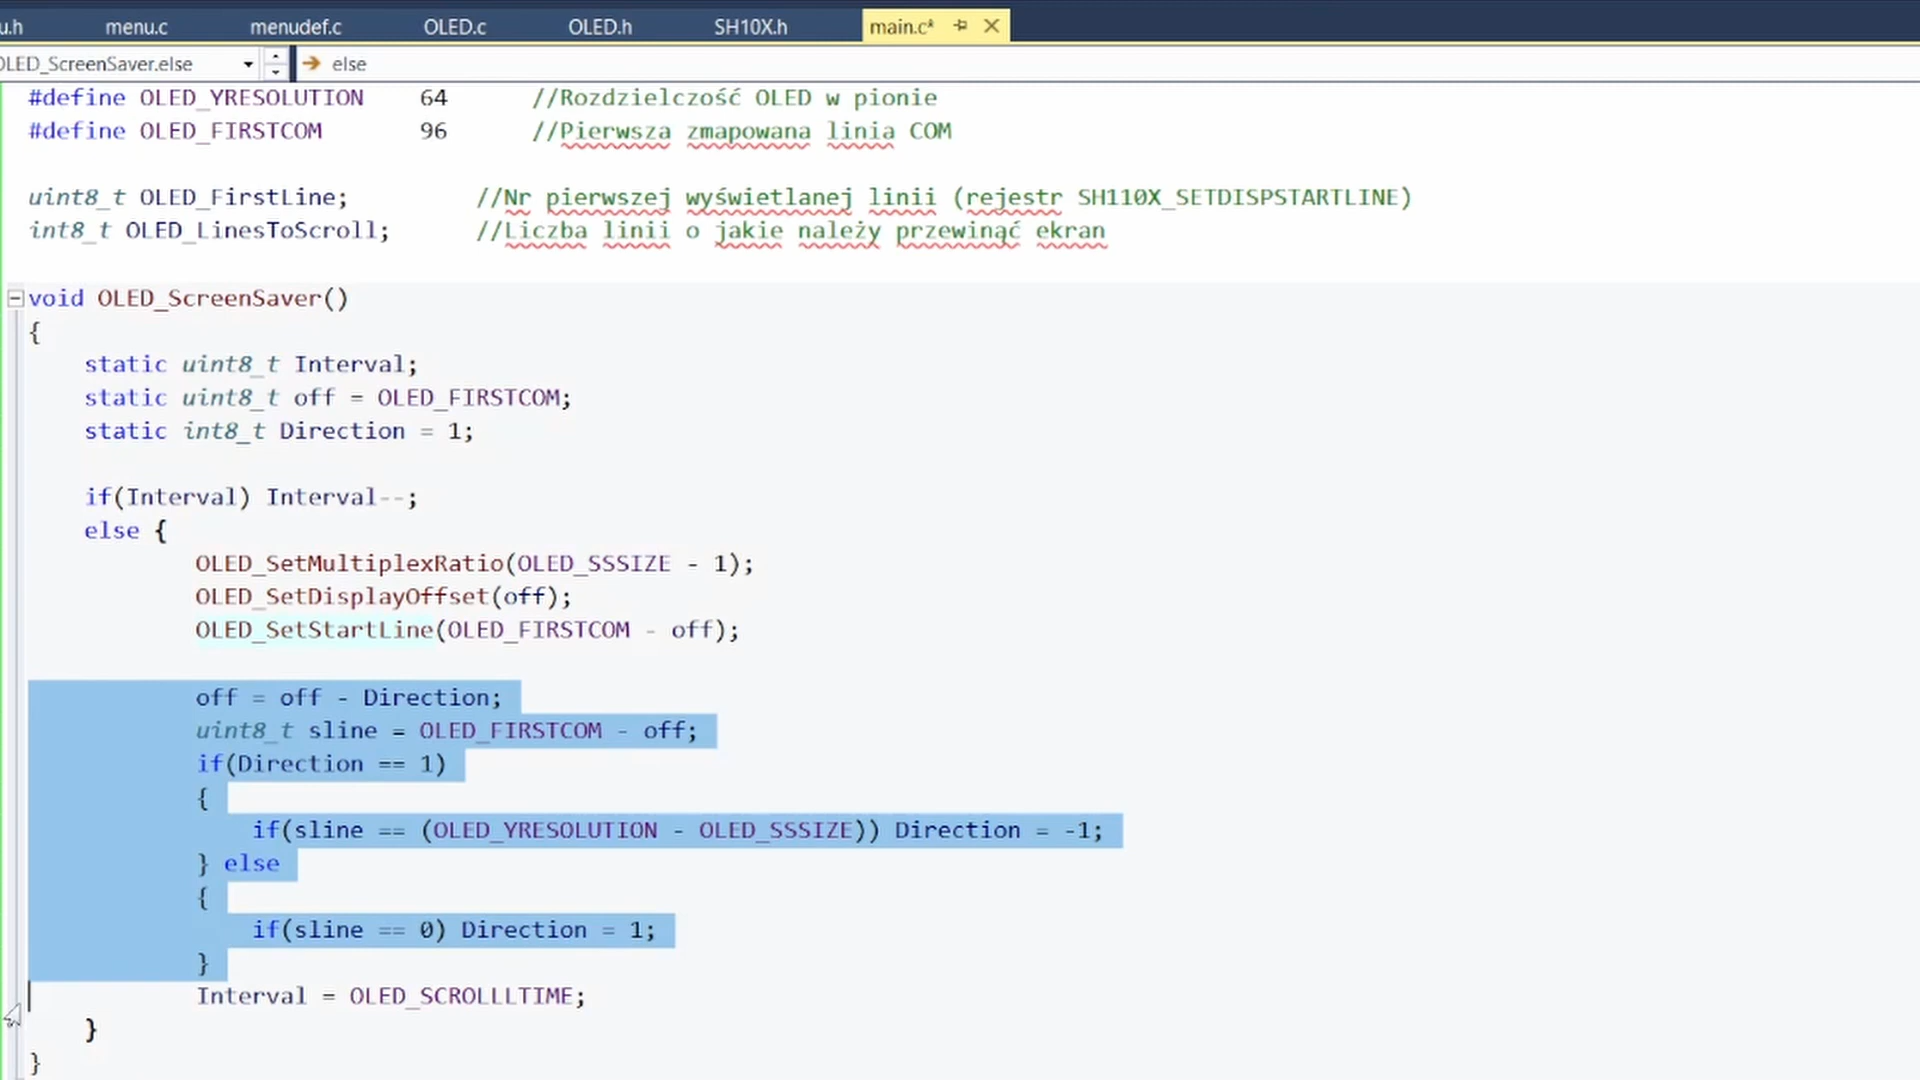 u.h menu.c menudef.c OLED.c OLED.h SH10X.h main.c*
OLED_ScreenSaver.else else
#define OLED_YRESOLUTION 64 //Rozdzielczość OLED w pionie
#define OLED_FIRSTCOM 96 //Pierwsza zmapowana linia COM
uint8_t OLED_FirstLine; //Nr pierwszej wyświetlanej linii (rejestr SH110X_SETDISPSTARTLINE)
int8_t OLED_LinesToScroll; //Liczba linii o jakie należy przewinąć ekran
void OLED_ScreenSaver()
{
static uint8_t Interval;
static uint8_t off = OLED_FIRSTCOM;
static int8_t Direction = 1;
if(Interval) Interval--;
else {
OLED_SetMultiplexRatio(OLED_SSSIZE - 1);
OLED_SetDisplayOffset(off);
OLED_SetStartLine(OLED_FIRSTCOM - off);
off = off - Direction;
uint8_t sline = OLED_FIRSTCOM - off;
if(Direction == 1)
{
if(sline == (OLED_YRESOLUTION - OLED_SSSIZE)) Direction = -1;
} else
{
if(sline == 0) Direction = 1;
}
Interval = OLED_SCROLLLTIME;
}
}